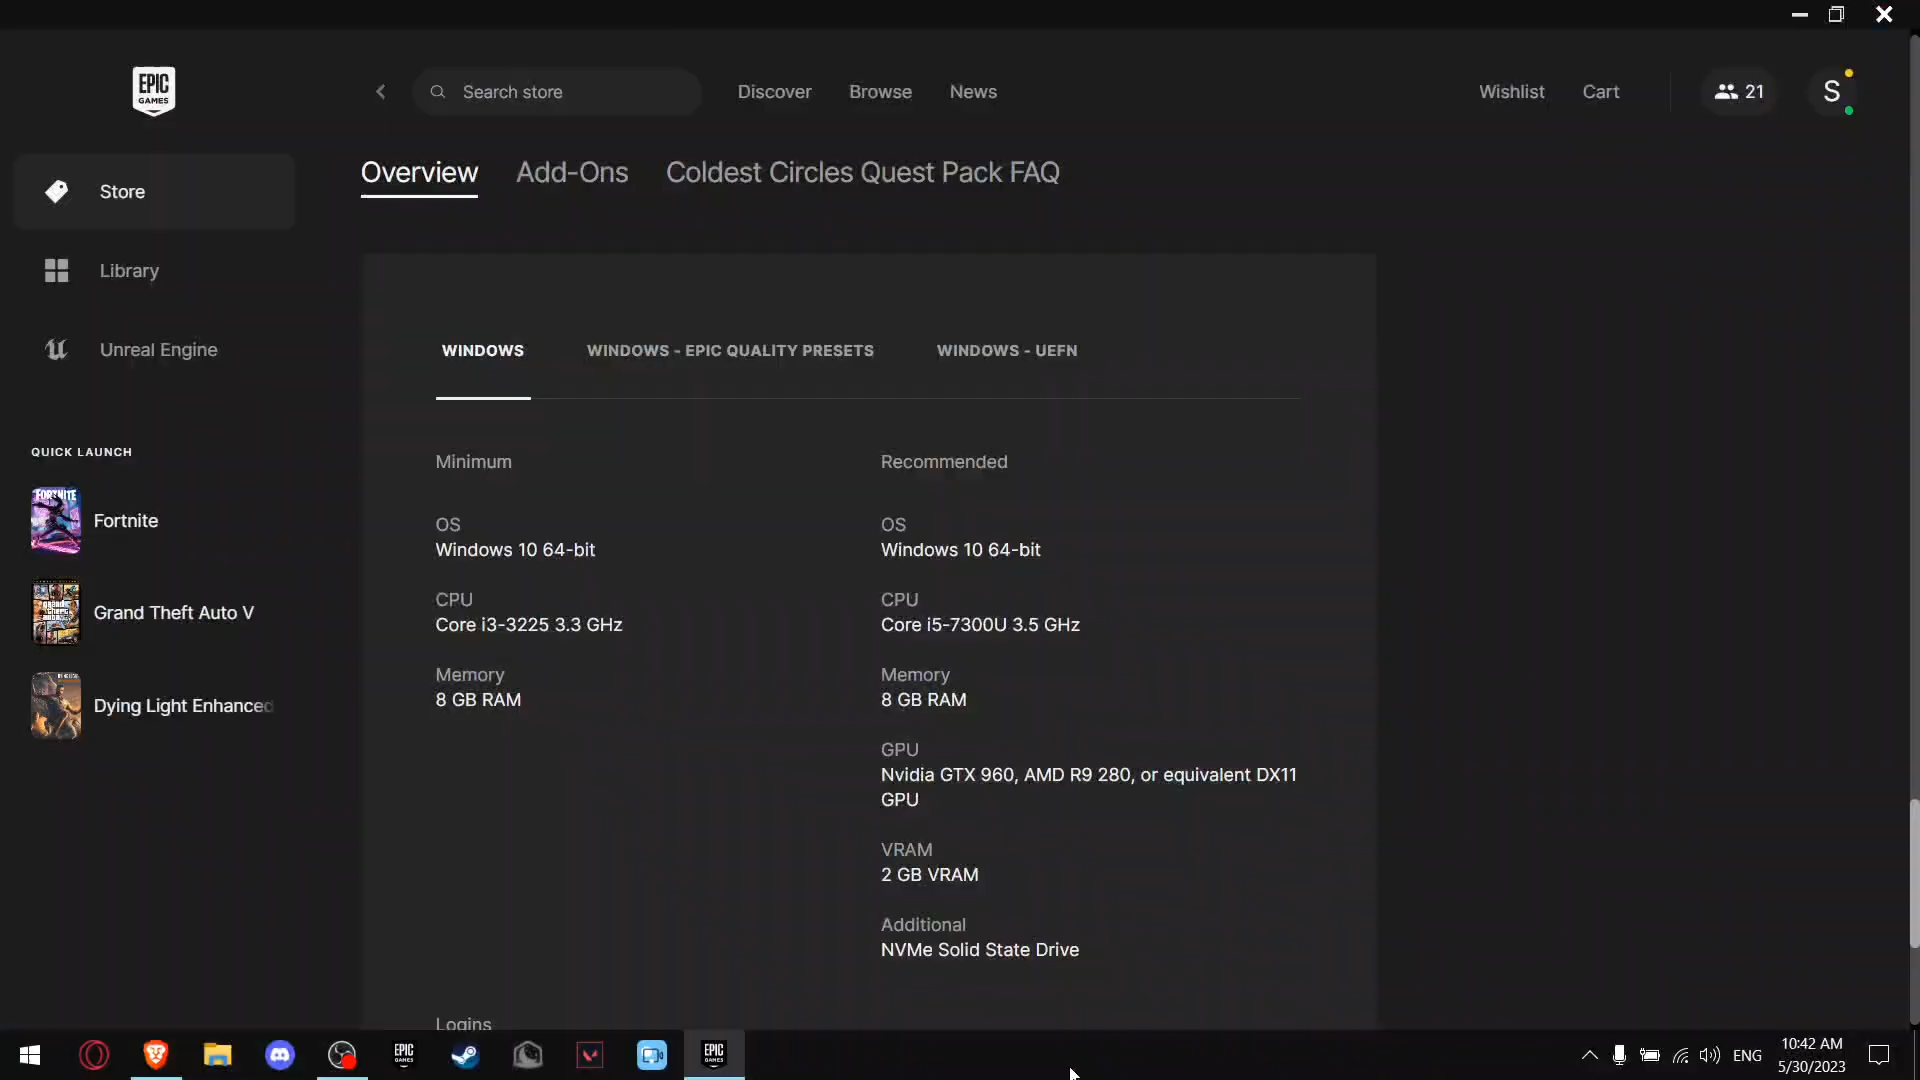 EPIC
GAMES
Search store
Discover
Browse
News
Wishlist
Cart
21
S
Store
Library
Unreal Engine
QUICK LAUNCH
FORTNITE
Fortnite
Grand Theft Auto V
Dying Light Enhanced
Overview
Add-Ons
Coldest Circles Quest Pack FAQ
WINDOWS
WINDOWS - EPIC QUALITY PRESETS
WINDOWS - UEFN
Minimum
OS
Windows 10 64-bit
CPU
Core i3-3225 3.3 GHz
Memory
8 GB RAM
Recommended
OS
Windows 10 64-bit
CPU
Core i5-7300U 3.5 GHz
Memory
8 GB RAM
GPU
Nvidia GTX 960, AMD R9 280, or equivalent DX11
GPU
VRAM
2 GB VRAM
Additional
NVMe Solid State Drive
Logins
EPIC
GAMES
EPIC
GAMES
ENG
10:42 AM
5/30/2023